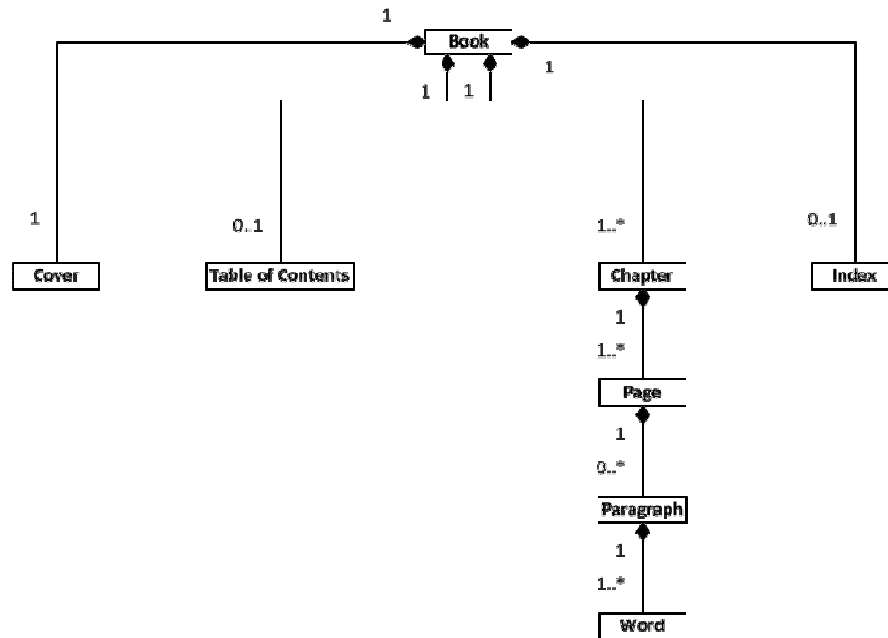 1
Book
1
1
1
1
0..1
1..*
0..1
Cover
Table of Contents
Chapter
Index
1
1..*
Page
1
0..*
Paragraph
1
1..*
Word